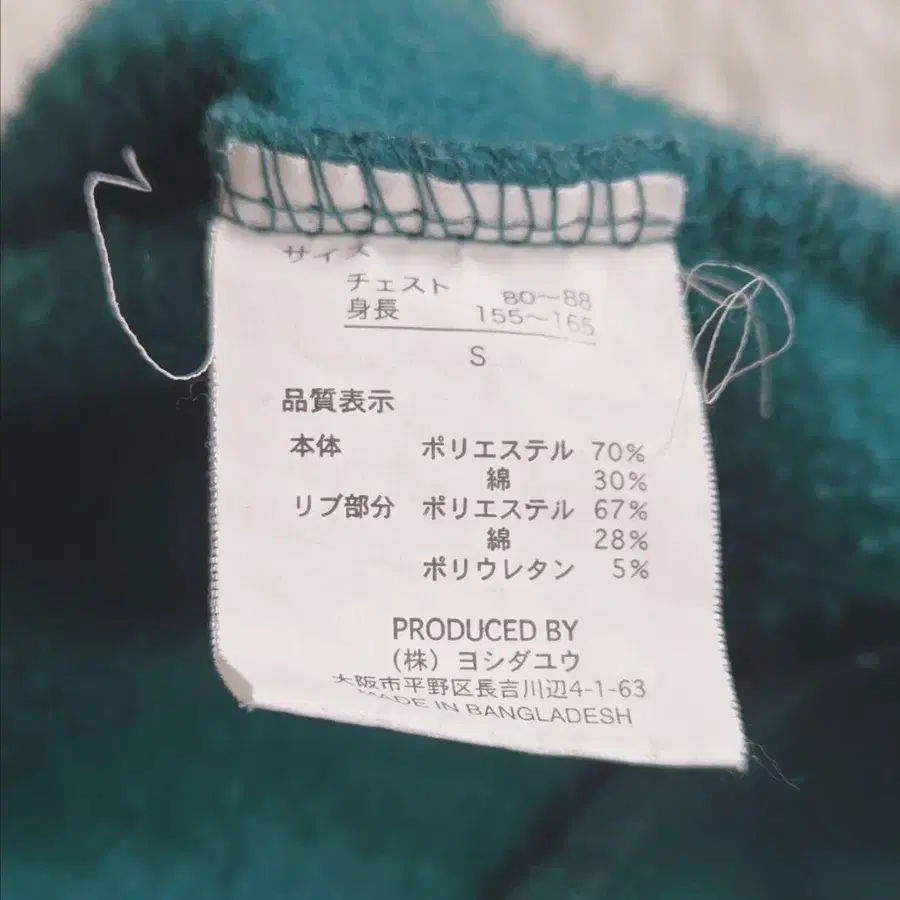 サイズ
チェスト 80～88
身長 155～165
S
品質表示
本体 ポリエステル 70%
綿 30%
リブ部分 ポリエステル 67%
綿 28%
ポリウレタン 5%
PRODUCED BY
(株) ヨシダユウ
大阪市平野区長吉川辺4-1-63
MADE IN BANGLADESH